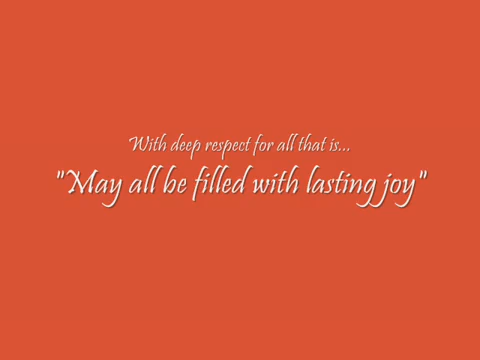 With deep respect for all that is...
"May all be filled with lasting joy"